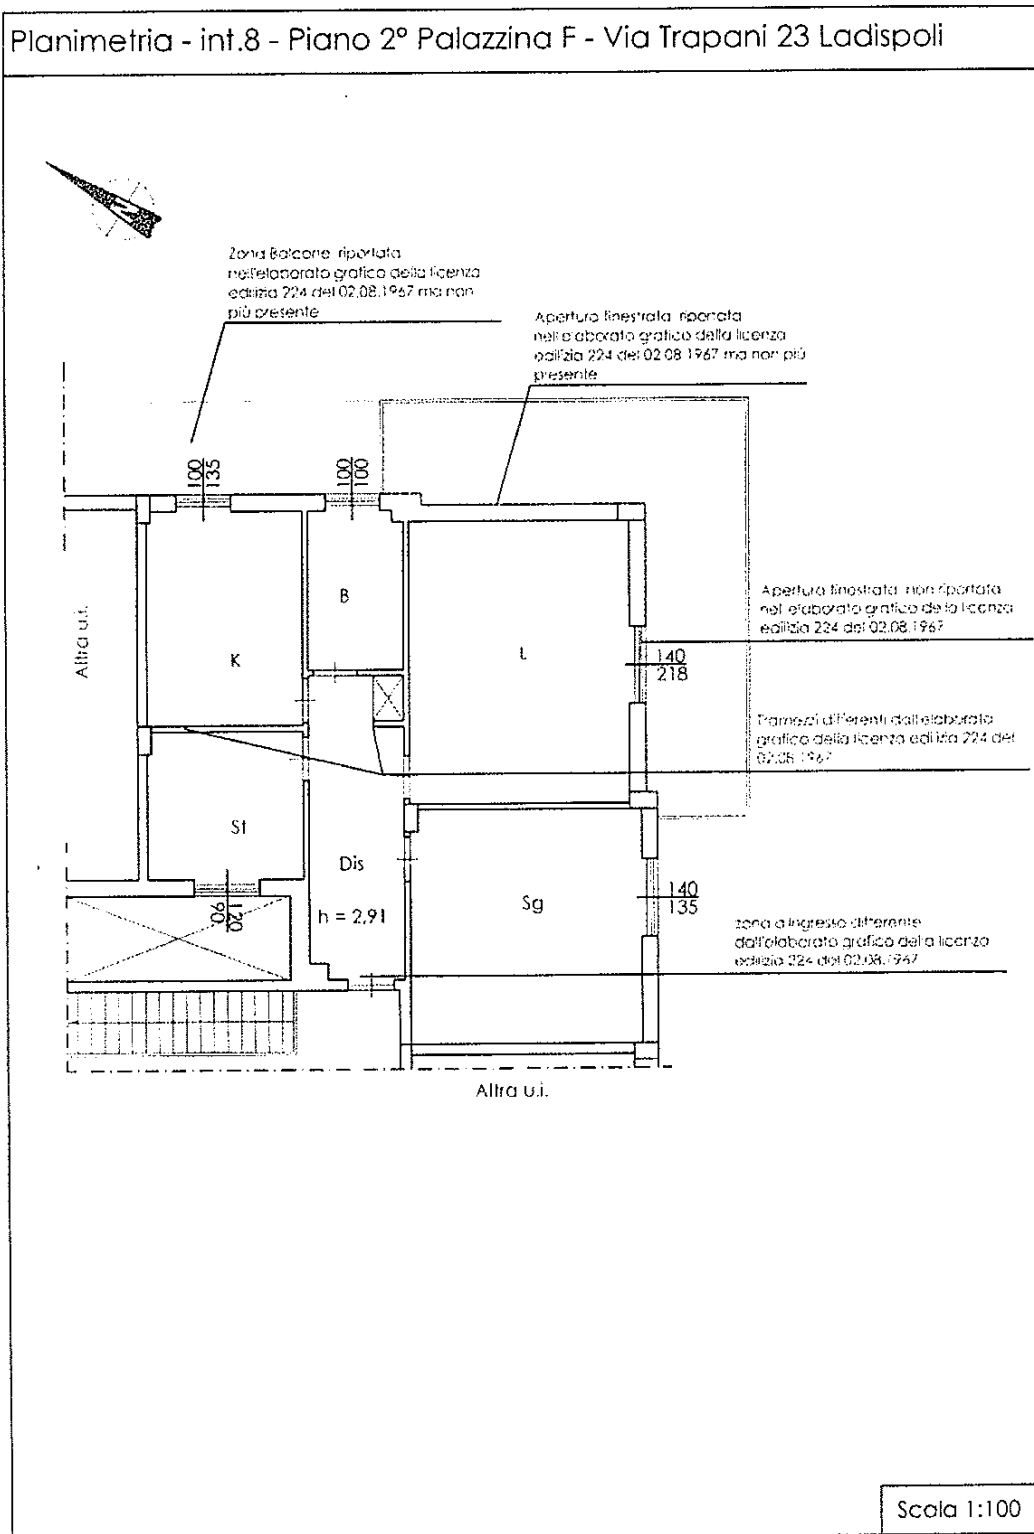 Planimetria - int.8 - Piano 2° Palazzina F - Via Trapani 23 Ladispoli
Zona Balcone riportata
nell'elaborato grafico della licenza
edilizia 224 del 02.08.1967 ma non
più presente
Apertura finestrata riportata
nell'elaborato grafico della licenza
edilizia 224 del 02.08.1967 ma non più
presente
100
135
100
100
Altra u.i.
K
B
L
Apertura finestrata non riportata
nell'elaborato grafico della licenza
edilizia 224 del 02.08.1967
140
218
Tramezzi differenti dall'elaborato
grafico della licenza edilizia 224 del
02.08.1967
St
Dis
h = 2,91
Sg
140
135
120
90
zona d'ingresso differente
dall'elaborato grafico della licenza
edilizia 224 del 02.08.1967
Altra u.i.
Scala 1:100